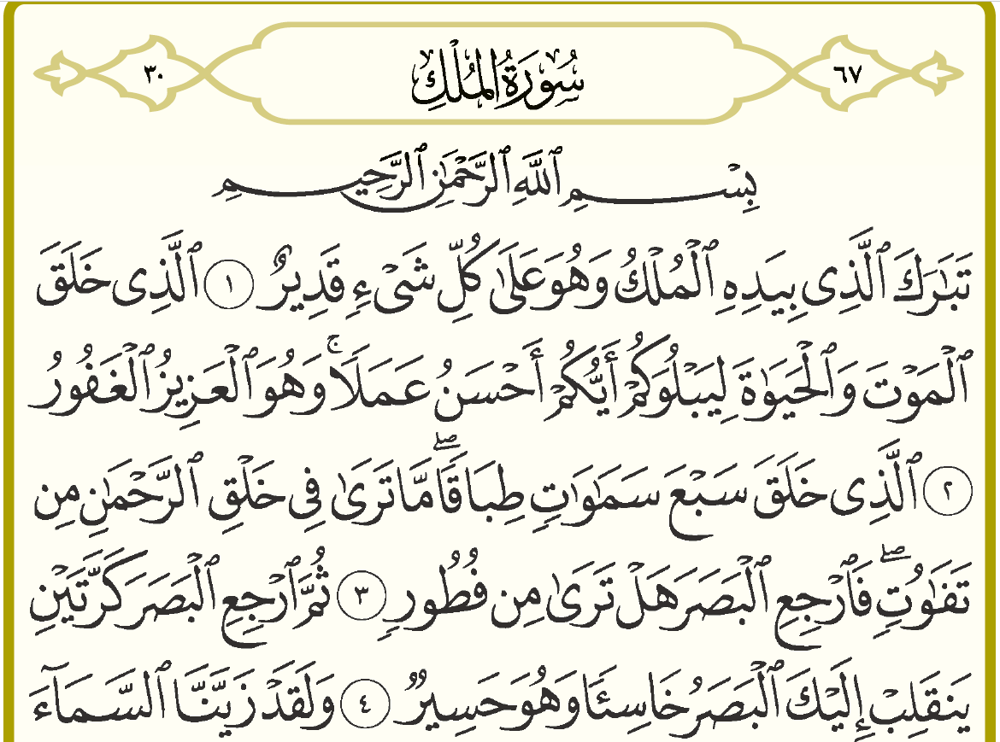 ٦٧ سُورَةُ المُلْكِ ٣٠
بِسْمِ ٱللَّهِ ٱلرَّحْمَٰنِ ٱلرَّحِيمِ
تَبَٰرَكَ ٱلَّذِى بِيَدِهِ ٱلْمُلْكُ وَهُوَ عَلَىٰ كُلِّ شَىْءٍ قَدِيرٌ ١ ٱلَّذِى خَلَقَ
ٱلْمَوْتَ وَٱلْحَيَوٰةَ لِيَبْلُوَكُمْ أَيُّكُمْ أَحْسَنُ عَمَلًاۚ وَهُوَ ٱلْعَزِيزُ ٱلْغَفُورُ
٢ ٱلَّذِى خَلَقَ سَبْعَ سَمَٰوَٰتٍ طِبَاقًاۖ مَّا تَرَىٰ فِى خَلْقِ ٱلرَّحْمَٰنِ مِن
تَفَٰوُتٍۖ فَٱرْجِعِ ٱلْبَصَرَ هَلْ تَرَىٰ مِن فُطُورٍ ٣ ثُمَّ ٱرْجِعِ ٱلْبَصَرَ كَرَّتَيْنِ
يَنقَلِبْ إِلَيْكَ ٱلْبَصَرُ خَاسِئًا وَهُوَ حَسِيرٌ ٤ وَلَقَدْ زَيَّنَّا ٱلسَّمَآءَ